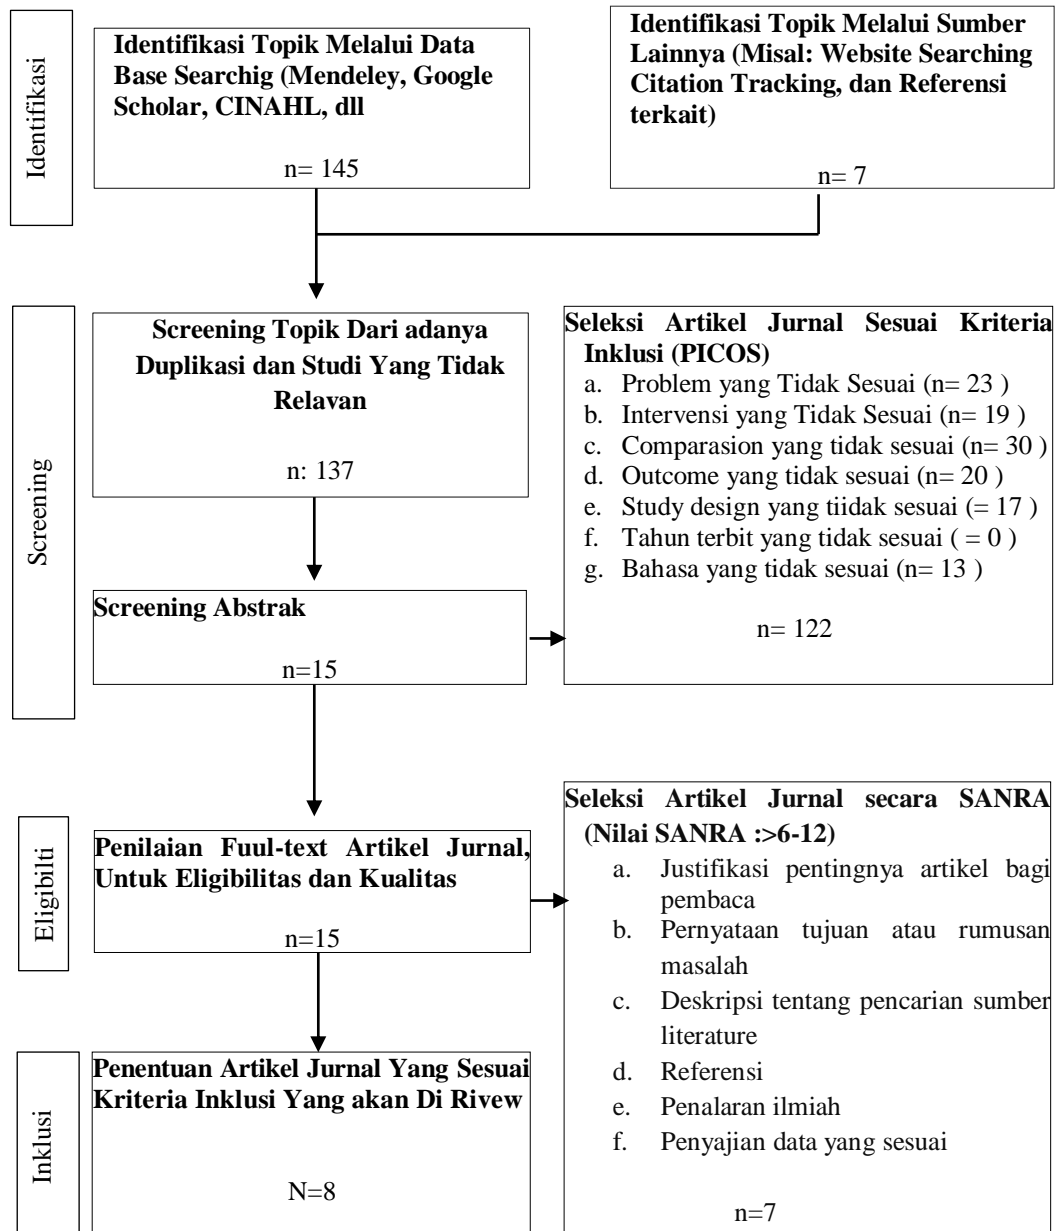 Identifikasi
Identifikasi Topik Melalui Data
Base Searchig (Mendeley, Google
Scholar, CINAHL, dll
n= 145
Identifikasi Topik Melalui Sumber
Lainnya (Misal: Website Searching
Citation Tracking, dan Referensi
terkait)
n= 7
Screening
Screening Topik Dari adanya
Duplikasi dan Studi Yang Tidak
Relavan
n: 137
Seleksi Artikel Jurnal Sesuai Kriteria
Inklusi (PICOS)
a. Problem yang Tidak Sesuai (n= 23 )
b. Intervensi yang Tidak Sesuai (n= 19 )
c. Comparasion yang tidak sesuai (n= 30 )
d. Outcome yang tidak sesuai (n= 20 )
e. Study design yang tiidak sesuai (= 17 )
f. Tahun terbit yang tidak sesuai ( = 0 )
g. Bahasa yang tidak sesuai (n= 13 )
n= 122
Screening Abstrak
n=15
Eligibilti
Penilaian Fuul-text Artikel Jurnal,
Untuk Eligibilitas dan Kualitas
n=15
Seleksi Artikel Jurnal secara SANRA
(Nilai SANRA :>6-12)
a. Justifikasi pentingnya artikel bagi
pembaca
b. Pernyataan tujuan atau rumusan
masalah
c. Deskripsi tentang pencarian sumber
literature
d. Referensi
e. Penalaran ilmiah
f. Penyajian data yang sesuai
n=7
Inklusi
Penentuan Artikel Jurnal Yang Sesuai
Kriteria Inklusi Yang akan Di Rivew
N=8